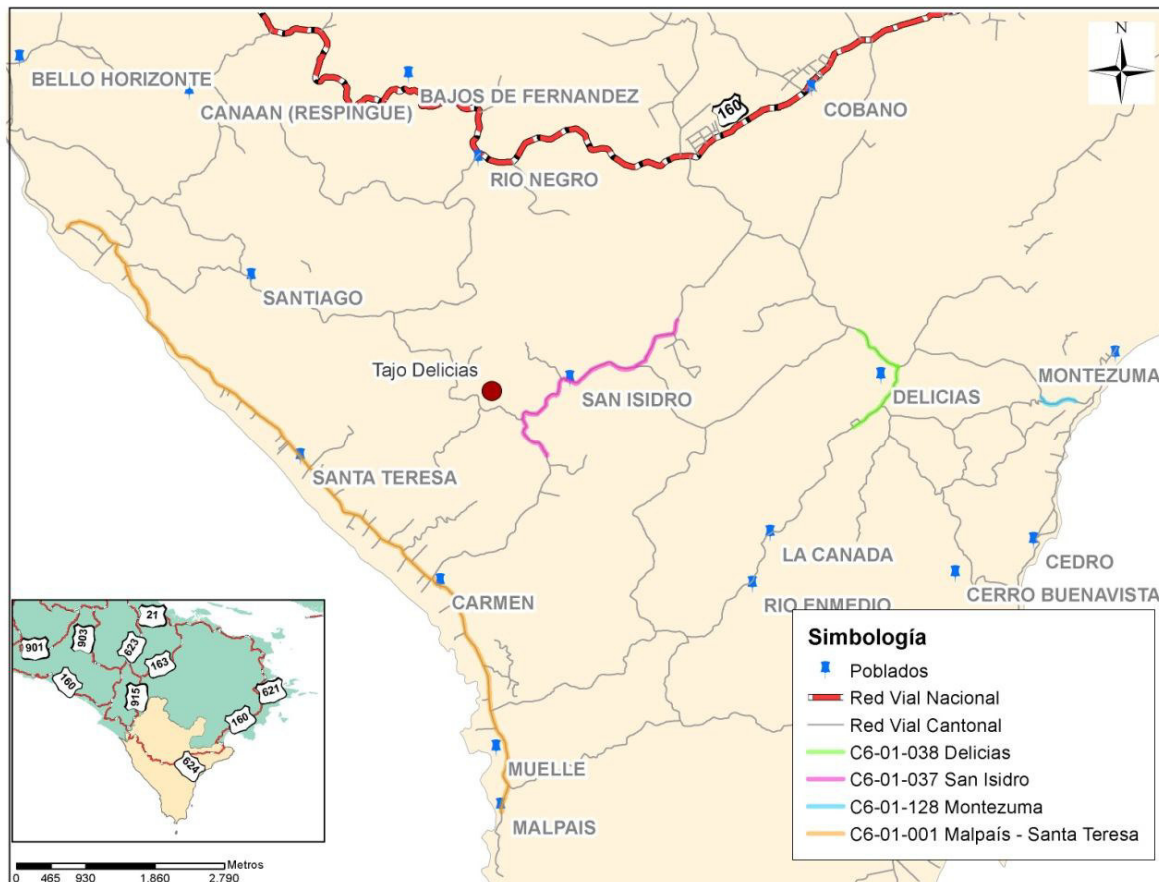 N
BELLO HORIZONTE
CANAAN (RESPINGUE)
BAJOS DE FERNANDEZ
160
COBANO
RIO NEGRO
SANTIAGO
Tajo Delicias
SAN ISIDRO
DELICIAS
MONTEZUMA
SANTA TERESA
LA CANADA
CEDRO
CARMEN
RIO ENMEDIO
CERRO BUENAVISTA
MUELLE
MALPAIS
21
901
903
623
163
160
915
621
160
624
Metros
0 465 930 1.860 2.790
Simbología
Poblados
Red Vial Nacional
Red Vial Cantonal
C6-01-038 Delicias
C6-01-037 San Isidro
C6-01-128 Montezuma
C6-01-001 Malpaís - Santa Teresa